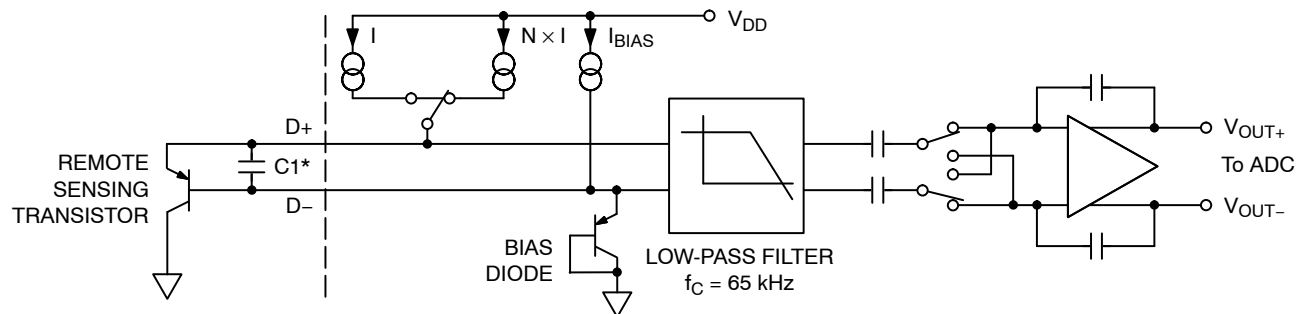 I
N × I
I_BIAS
V_DD
D+
C1*
D−
REMOTE
SENSING
TRANSISTOR
BIAS
DIODE
LOW-PASS FILTER
f_C = 65 kHz
V_OUT+
To ADC
V_OUT−